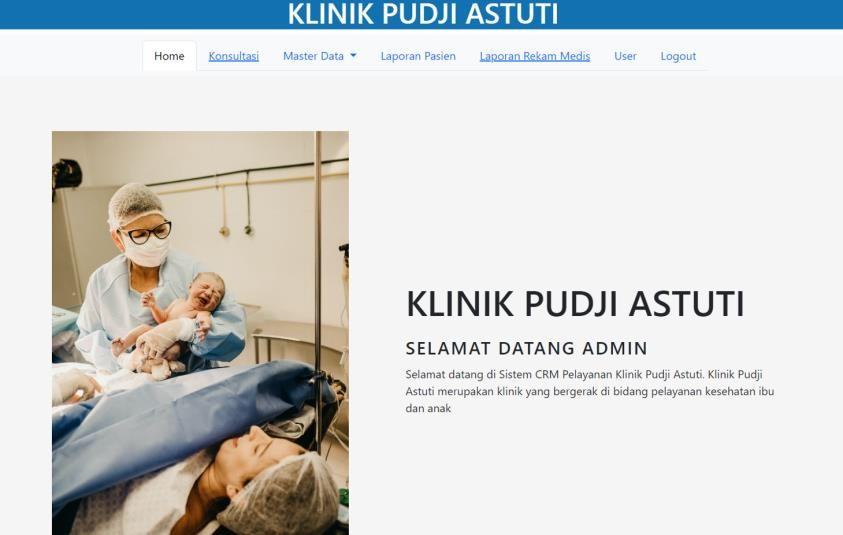 KLINIK PUDJI ASTUTI
Home Konsultasi Master Data Laporan Pasien Laporan Rekam Medis User Logout
KLINIK PUDJI ASTUTI
SELAMAT DATANG ADMIN
Selamat datang di Sistem CRM Pelayanan Klinik Pudji Astuti. Klinik Pudji
Astuti merupakan klinik yang bergerak di bidang pelayanan kesehatan ibu
dan anak